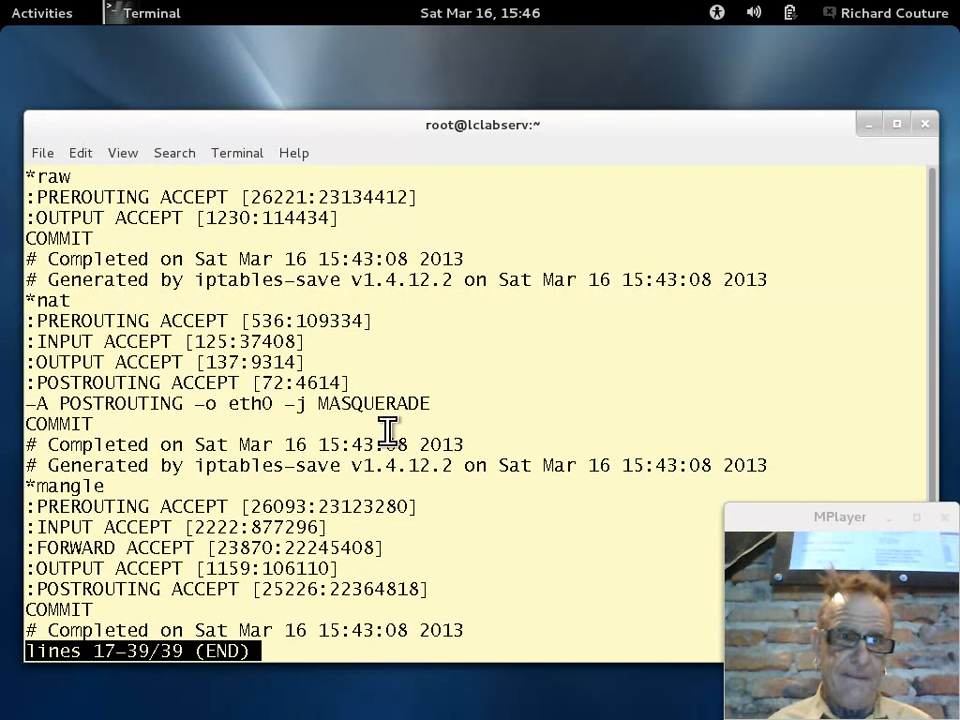 Activities Terminal Sat Mar 16, 15:46 Richard Couture
root@lclabserv:~
File Edit View Search Terminal Help
*raw
:PREROUTING ACCEPT [26221:23134412]
:OUTPUT ACCEPT [1230:114434]
COMMIT
# Completed on Sat Mar 16 15:43:08 2013
# Generated by iptables-save v1.4.12.2 on Sat Mar 16 15:43:08 2013
*nat
:PREROUTING ACCEPT [536:109334]
:INPUT ACCEPT [125:37408]
:OUTPUT ACCEPT [137:9314]
:POSTROUTING ACCEPT [72:4614]
-A POSTROUTING -o eth0 -j MASQUERADE
COMMIT
# Completed on Sat Mar 16 15:43:08 2013
# Generated by iptables-save v1.4.12.2 on Sat Mar 16 15:43:08 2013
*mangle
:PREROUTING ACCEPT [26093:23123280]
:INPUT ACCEPT [2222:877296]
:FORWARD ACCEPT [23870:22245408]
:OUTPUT ACCEPT [1159:106110]
:POSTROUTING ACCEPT [25226:22364818]
COMMIT
# Completed on Sat Mar 16 15:43:08 2013
lines 17-39/39 (END)
MPlayer